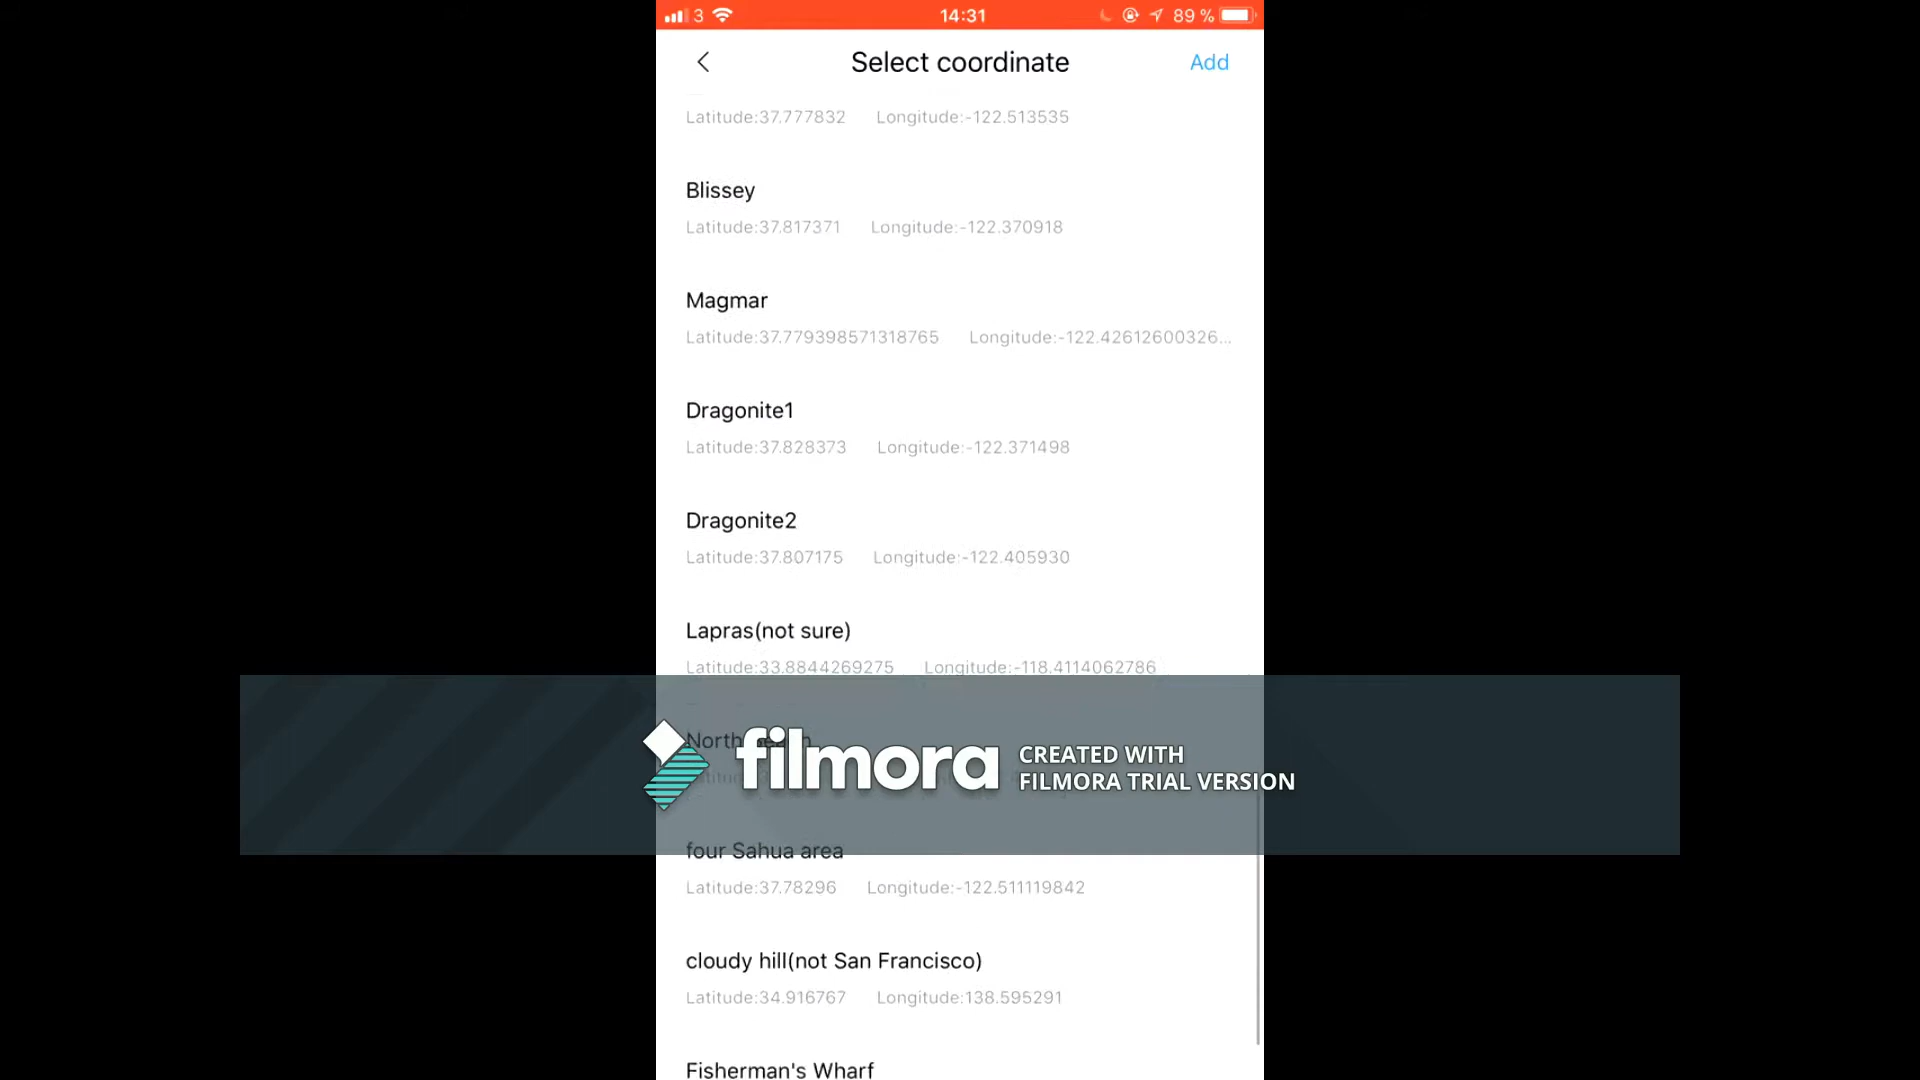 3 14:31 89 %
Select coordinate Add
Latitude:37.777832 Longitude:-122.513535
Blissey
Latitude:37.817371 Longitude:-122.370918
Magmar
Latitude:37.779398571318765 Longitude:-122.42612600326...
Dragonite1
Latitude:37.828373 Longitude:-122.371498
Dragonite2
Latitude:37.807175 Longitude:-122.405930
Lapras(not sure)
Latitude:33.8844269275 Longitude:-118.4114062786
North
filmora CREATED WITH
FILMORA TRIAL VERSION
four Sahua area
Latitude:37.78296 Longitude:-122.511119842
cloudy hill(not San Francisco)
Latitude:34.916767 Longitude:138.595291
Fisherman's Wharf